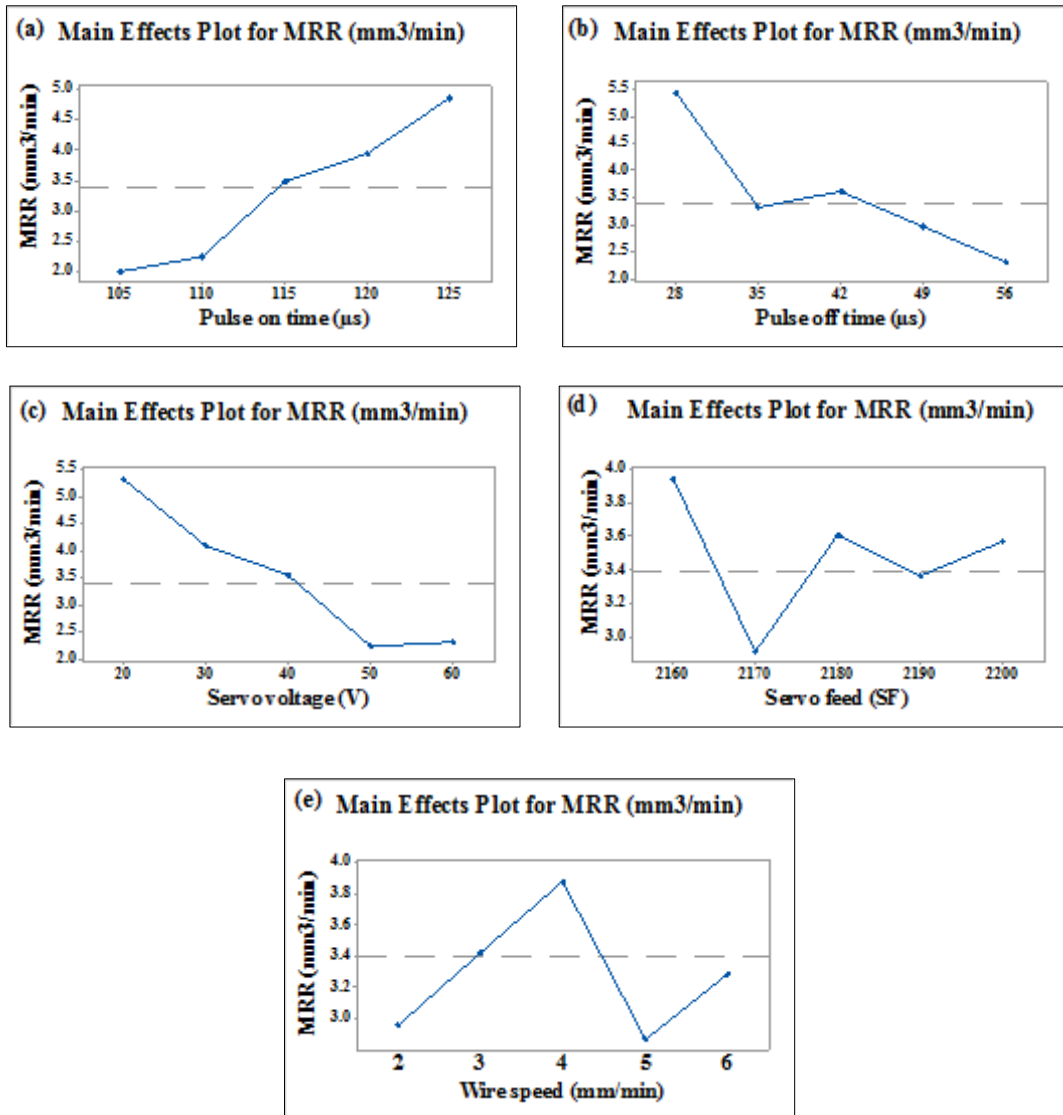 (a) Main Effects Plot for MRR (mm3/min)
MRR (mm3/min)
5.0
4.5
4.0
3.5
3.0
2.5
2.0
105 110 115 120 125
Pulse on time (µs)
(b) Main Effects Plot for MRR (mm3/min)
MRR (mm3/min)
5.5
5.0
4.5
4.0
3.5
3.0
2.5
2.0
28 35 42 49 56
Pulse off time (µs)
(c) Main Effects Plot for MRR (mm3/min)
MRR (mm3/min)
5.5
5.0
4.5
4.0
3.5
3.0
2.5
2.0
20 30 40 50 60
Servo voltage (V)
(d) Main Effects Plot for MRR (mm3/min)
MRR (mm3/min)
4.0
3.8
3.6
3.4
3.2
3.0
2160 2170 2180 2190 2200
Servo feed (SF)
(e) Main Effects Plot for MRR (mm3/min)
MRR (mm3/min)
4.0
3.8
3.6
3.4
3.2
3.0
2 3 4 5 6
Wire speed (mm/min)